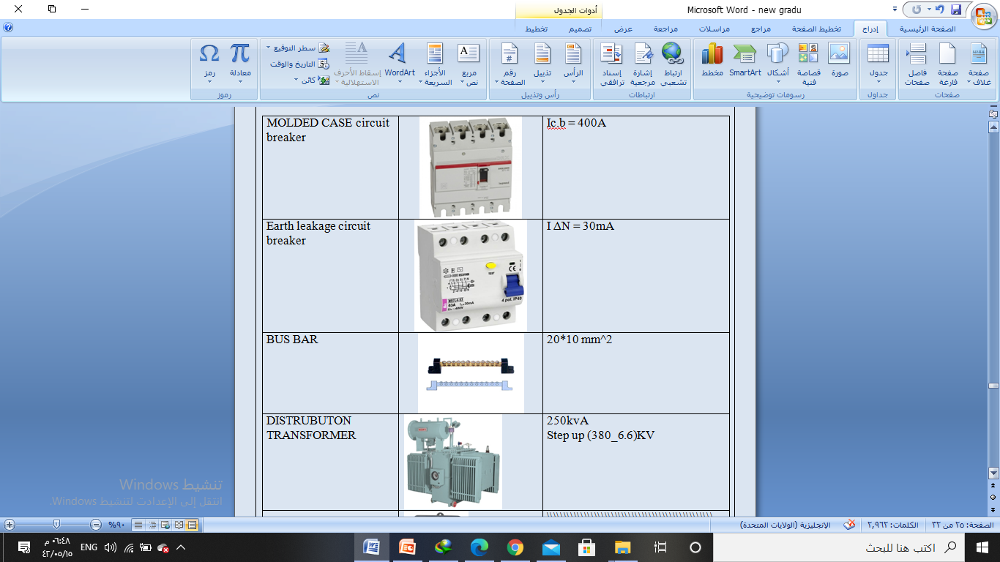 Microsoft Word - new gradu
أدوات الجدول
الصفحة الرئيسية
إدراج
تخطيط الصفحة
مراجع
مراسلات
مراجعة
عرض
تصميم
تخطيط
صفحة غلاف
صفحة فارغة
فاصل صفحات
صفحات
جدول
جداول
صورة
قصاصة فنية
أشكال
SmartArt
مخطط
رسومات توضيحية
ارتباط تشعبي
إشارة مرجعية
إسناد ترافقي
ارتباطات
الرأس
تذييل
رقم الصفحة
رأس وتذييل
مربع نص
الأجزاء السريعة
WordArt
إسقاط الأحرف الاستهلالية
سطر التوقيع
التاريخ والوقت
كائن
نص
معادلة
رمز
رموز
MOLDED CASE circuit
breaker
Ic.b = 400A
Earth leakage circuit
breaker
I ΔN = 30mA
TEST
63A
4 pol. IP40
BUS BAR
20*10 mm^2
DISTRUBUTON
TRANSFORMER
250kvA
Step up (380_6.6)KV
تنشيط Windows
انتقل إلى الإعدادات لتنشيط Windows.
الصفحة: ٢٥ من ٣٢
الكلمات: ٢,٩٦٢
الإنجليزية (الولايات المتحدة)
٩٠%
اكتب هنا للبحث
ENG
٠٦:٤٨ م
٤٢/٠٥/١٥